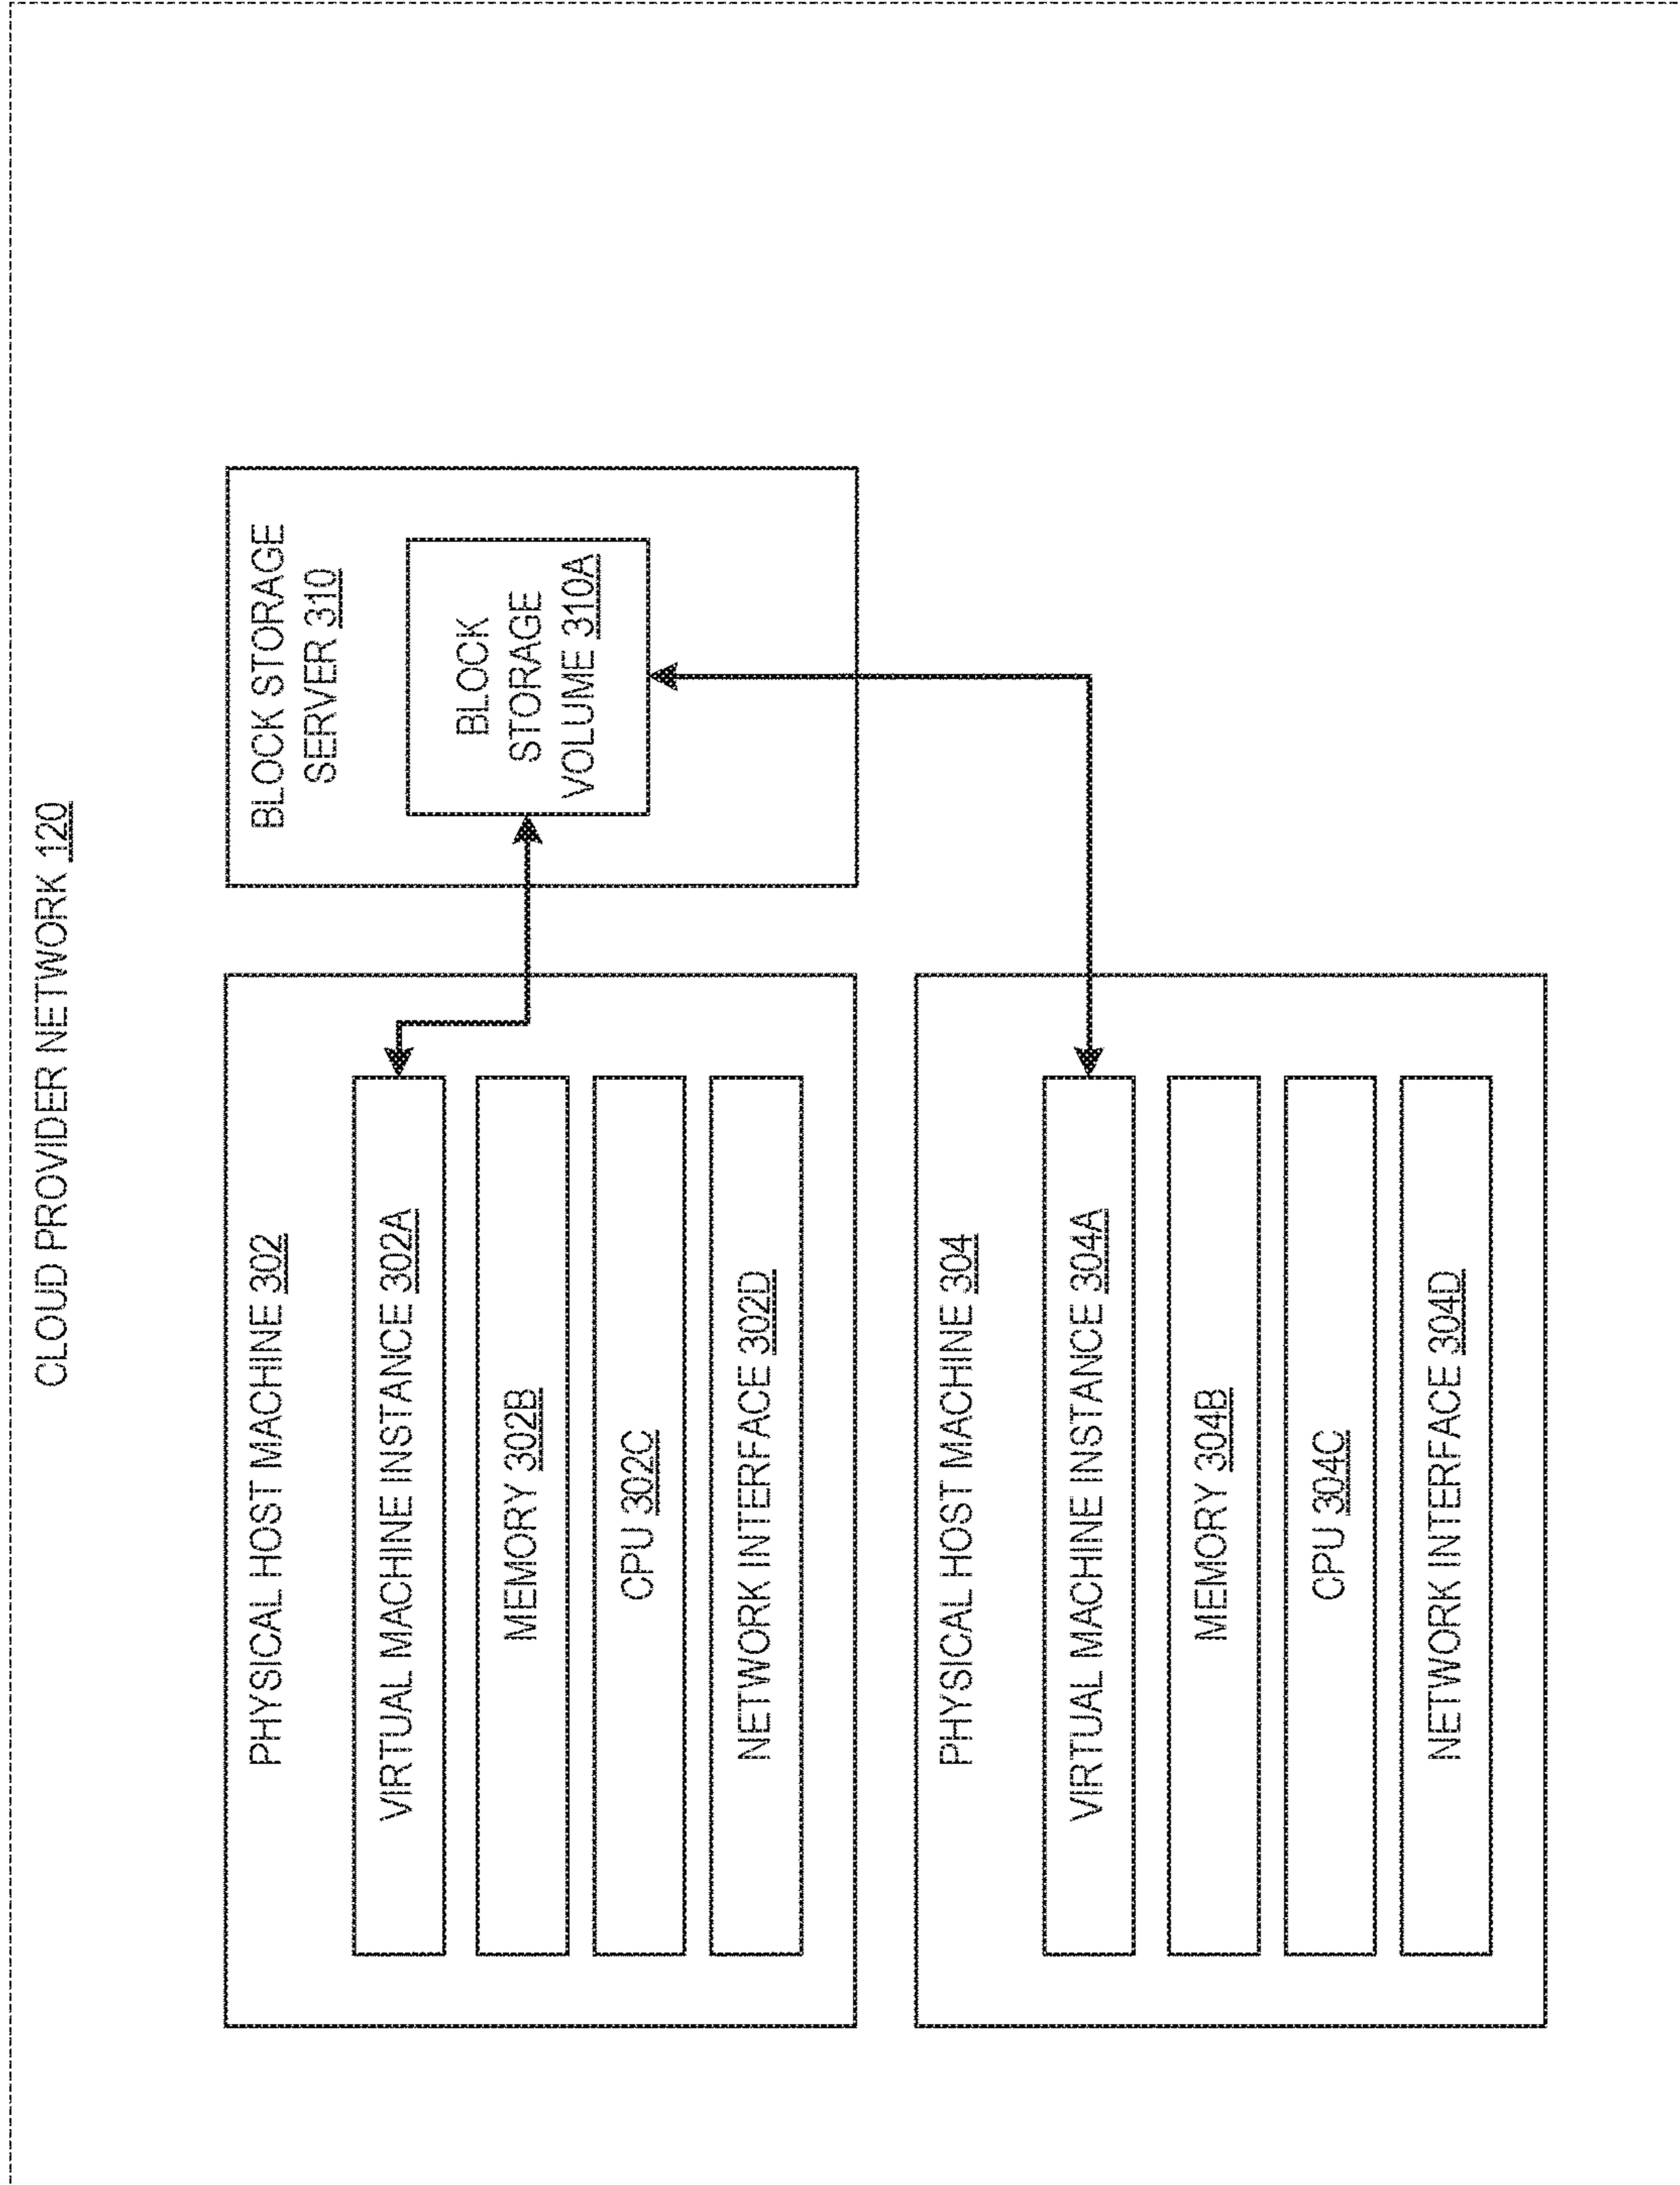 CLOUD PROVIDER NETWORK 120
PHYSICAL HOST MACHINE 302
VIRTUAL MACHINE INSTANCE 302A
MEMORY 302B
CPU 302C
NETWORK INTERFACE 302D
BLOCK STORAGE
SERVER 310
BLOCK
STORAGE
VOLUME 310A
PHYSICAL HOST MACHINE 304
VIRTUAL MACHINE INSTANCE 304A
MEMORY 304B
CPU 304C
NETWORK INTERFACE 304D